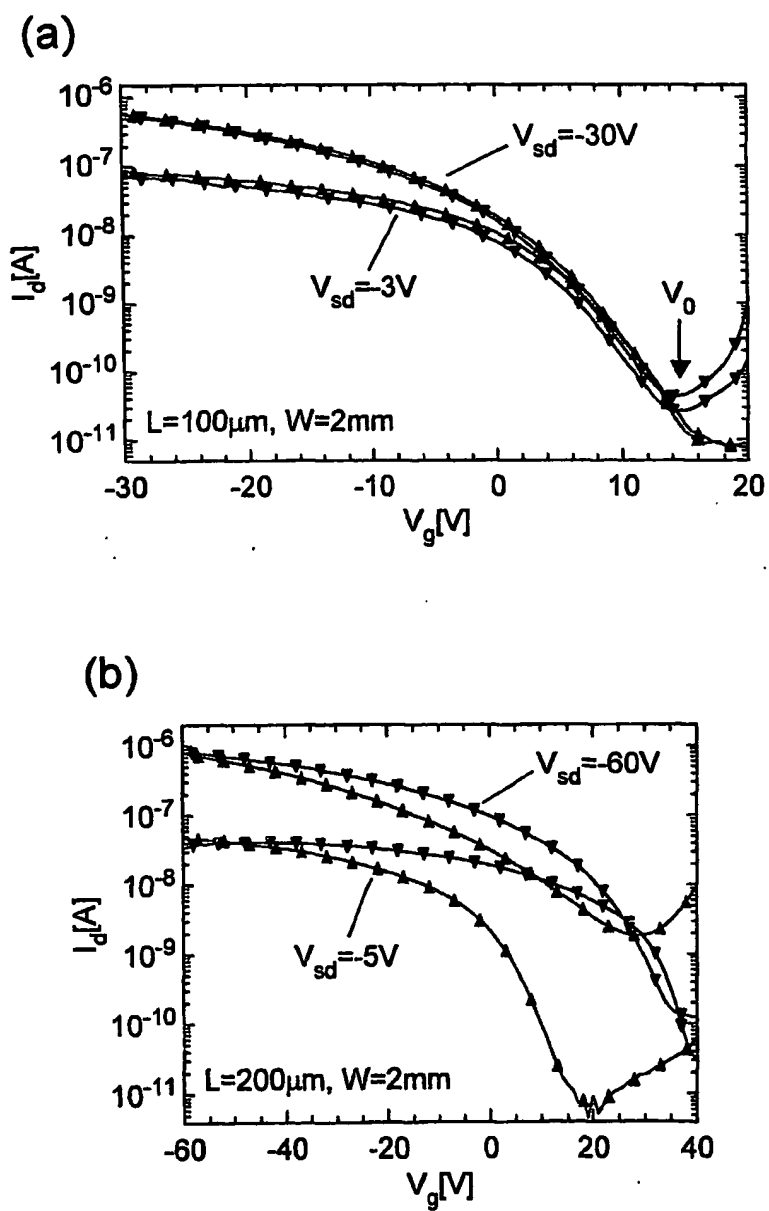 (a)
10^-6
10^-7
10^-8
10^-9
10^-10
10^-11
I_d[A]
V_sd=-30V
V_sd=-3V
V_0
L=100μm, W=2mm
-30 -20 -10 0 10 20
V_g[V]
(b)
10^-6
10^-7
10^-8
10^-9
10^-10
10^-11
I_d[A]
V_sd=-60V
V_sd=-5V
L=200μm, W=2mm
-60 -40 -20 0 20 40
V_g[V]